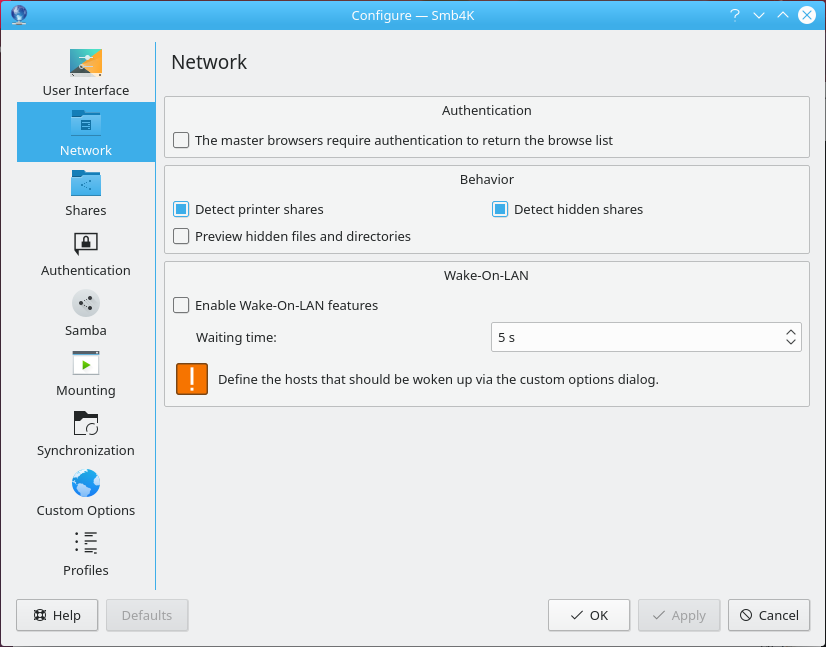 Configure — Smb4K
User Interface
Network
Shares
Authentication
Samba
Mounting
Synchronization
Custom Options
Profiles
Network
Authentication
The master browsers require authentication to return the browse list
Behavior
Detect printer shares
Detect hidden shares
Preview hidden files and directories
Wake-On-LAN
Enable Wake-On-LAN features
Waiting time:
5 s
Define the hosts that should be woken up via the custom options dialog.
Help
Defaults
OK
Apply
Cancel